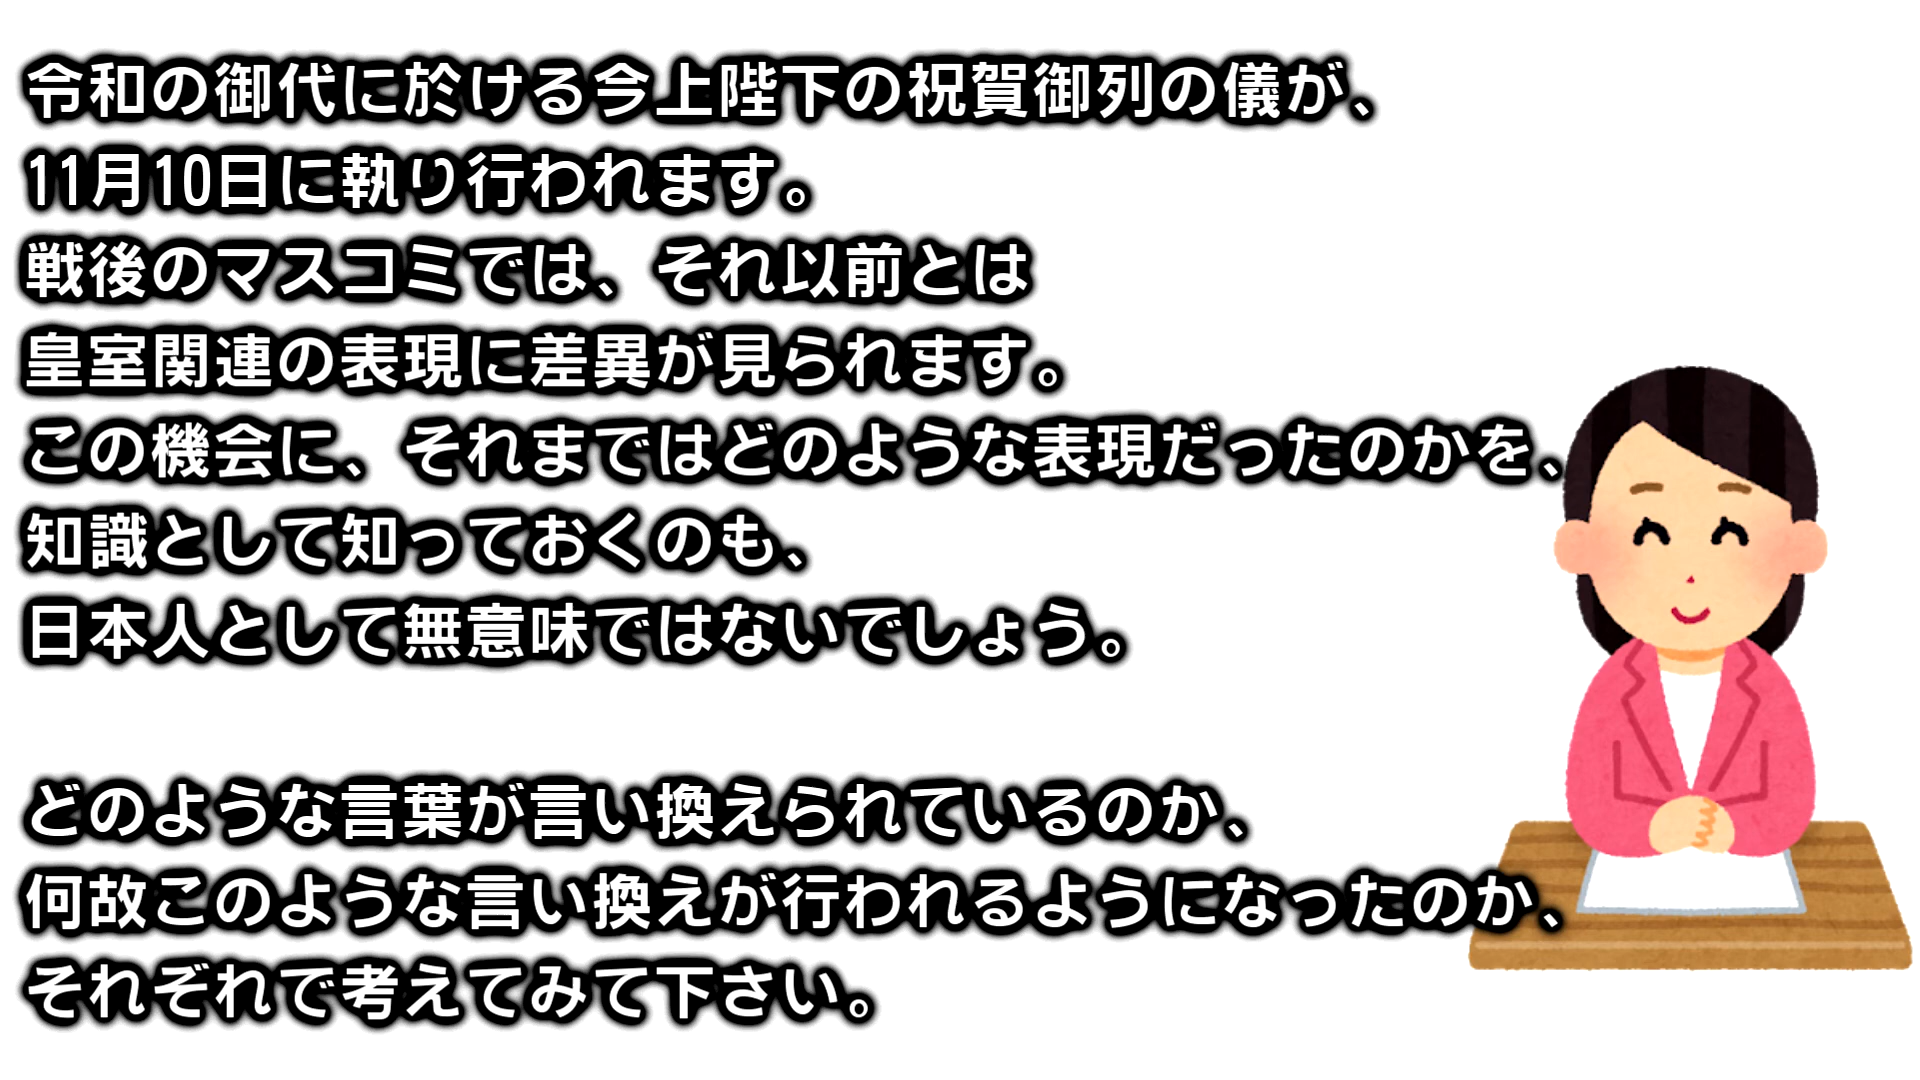 令和の御代に於ける今上陛下の祝賀御列の儀が、
11月10日に執り行われます。
戦後のマスコミでは、それ以前とは
皇室関連の表現に差異が見られます。
この機会に、それまではどのような表現だったのかを、
知識として知っておくのも、
日本人として無意味ではないでしょう。
どのような言葉が言い換えられているのか、
何故このような言い換えが行われるようになったのか、
それぞれで考えてみて下さい。